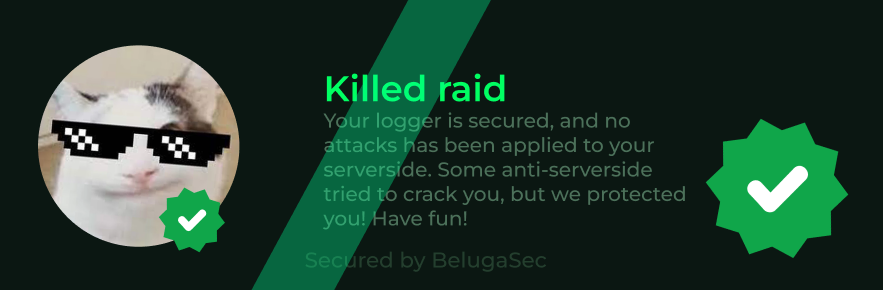 Killed raid
Your logger is secured, and no
attacks has been applied to your
serverside. Some anti-serverside
tried to crack you, but we protected
you! Have fun!
Secured by BelugaSec